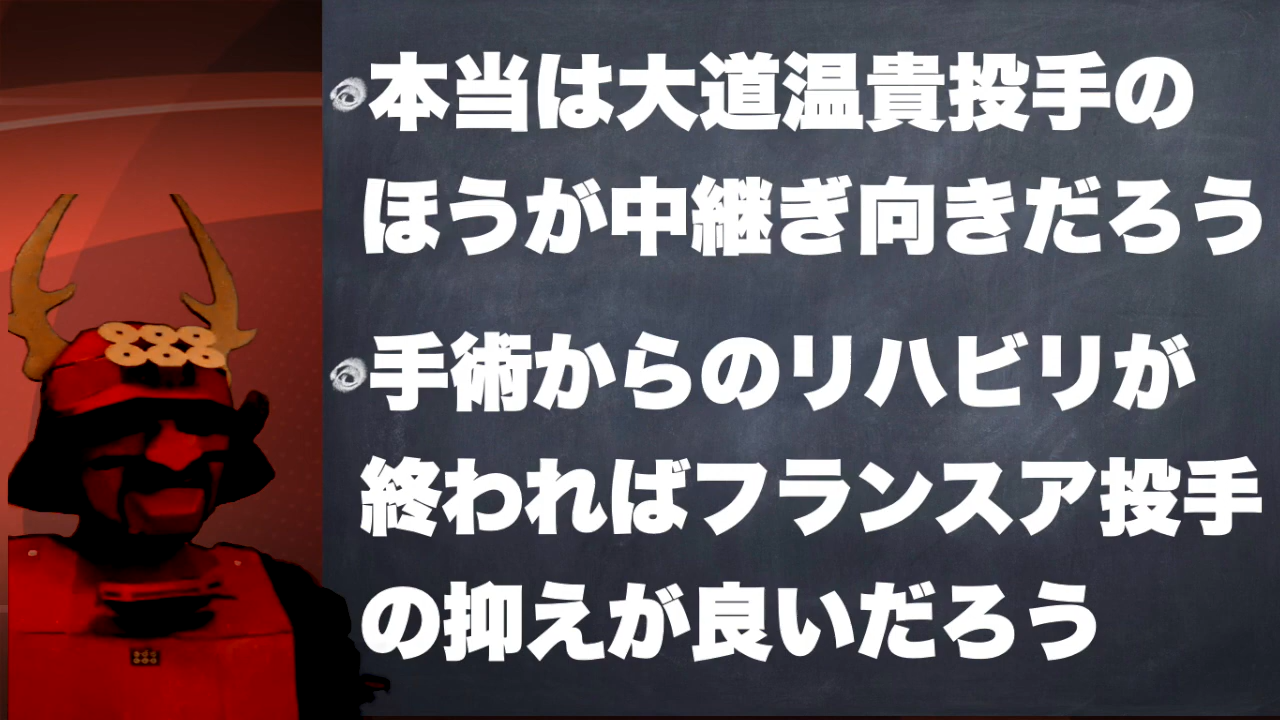 本当は大道温貴投手の
ほうが中継ぎ向きだろう
手術からのリハビリが
終わればフランスア投手
の抑えが良いだろう